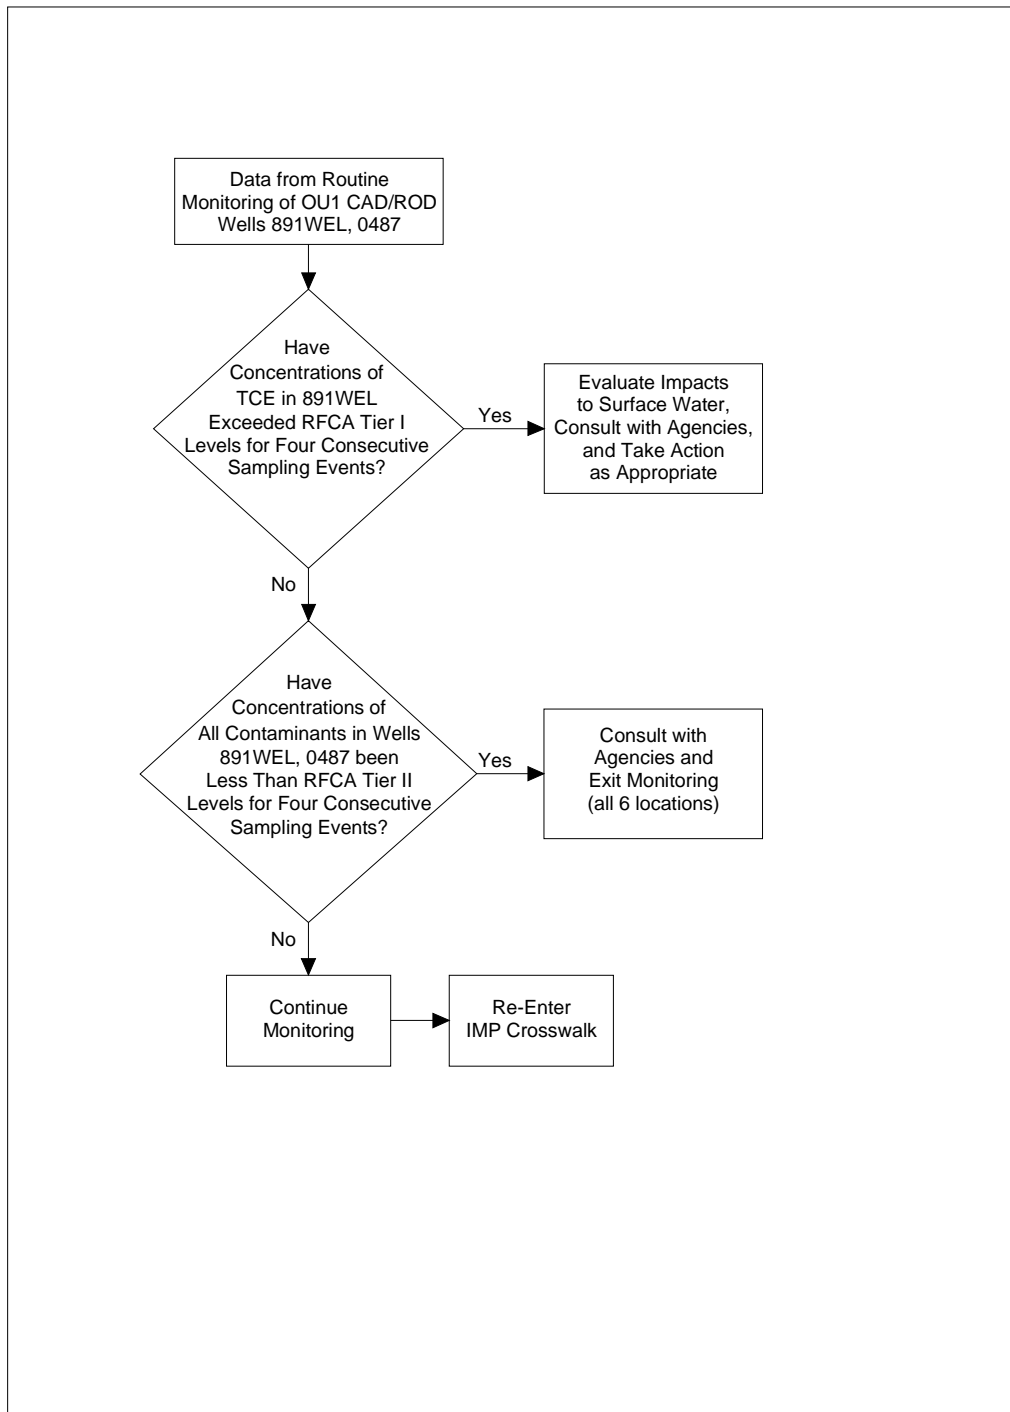 Data from Routine
Monitoring of OU1 CAD/ROD
Wells 891WEL, 0487
Have
Concentrations of
TCE in 891WEL
Exceeded RFCA Tier I
Levels for Four Consecutive
Sampling Events?
Yes
Evaluate Impacts
to Surface Water,
Consult with Agencies,
and Take Action
as Appropriate
No
Have
Concentrations of
All Contaminants in Wells
891WEL, 0487 been
Less Than RFCA Tier II
Levels for Four Consecutive
Sampling Events?
Yes
Consult with
Agencies and
Exit Monitoring
(all 6 locations)
No
Continue
Monitoring
Re-Enter
IMP Crosswalk